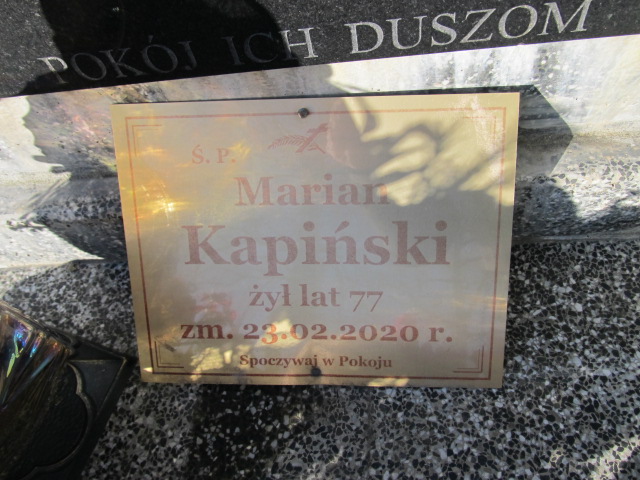 POKÓJ ICH DUSZOM
Ś. P.
Marian
Kapiński
żył lat 77
zm. 23.02.2020 r.
Spoczywaj w Pokoju